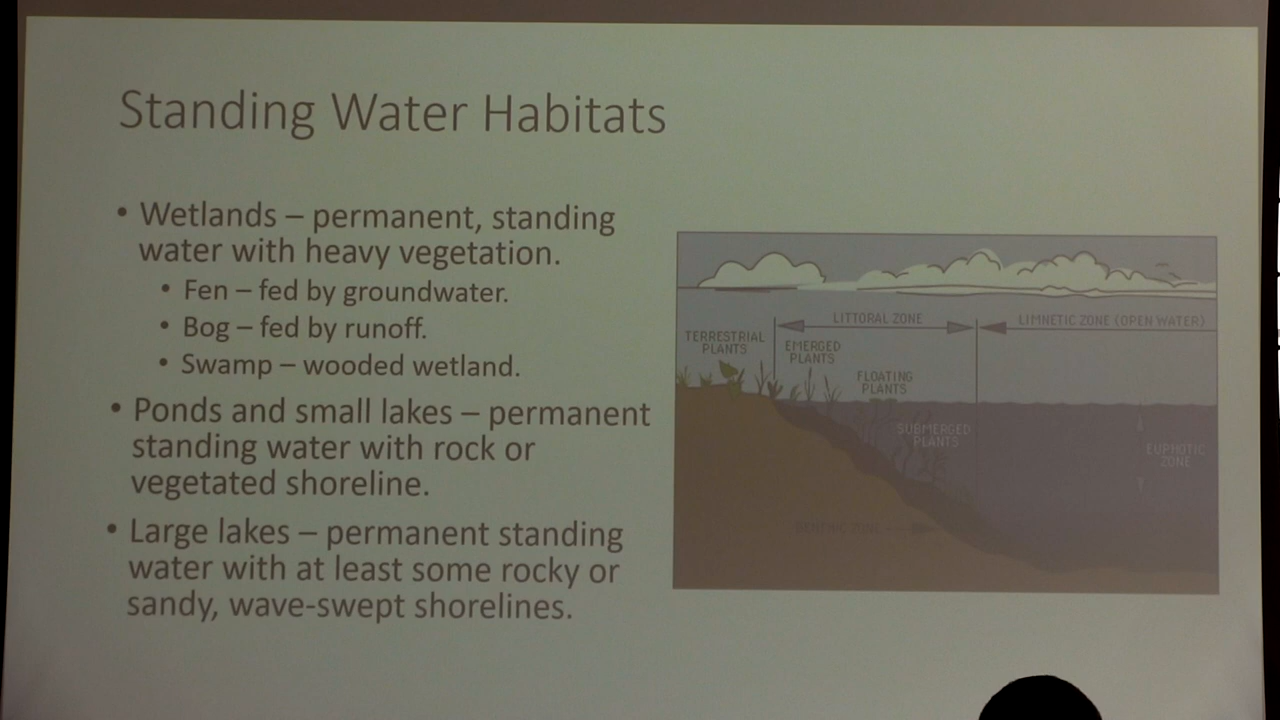 Standing Water Habitats
• Wetlands – permanent, standing
water with heavy vegetation.
• Fen – fed by groundwater.
• Bog – fed by runoff.
• Swamp – wooded wetland.
• Ponds and small lakes – permanent
standing water with rock or
vegetated shoreline.
• Large lakes – permanent standing
water with at least some rocky or
sandy, wave-swept shorelines.
LITTORAL ZONE
LIMNETIC ZONE (OPEN WATER)
TERRESTRIAL
PLANTS
EMERGED
PLANTS
FLOATING
PLANTS
SUBMERGED
PLANTS
EUPHOTIC
ZONE
BENTHIC ZONE